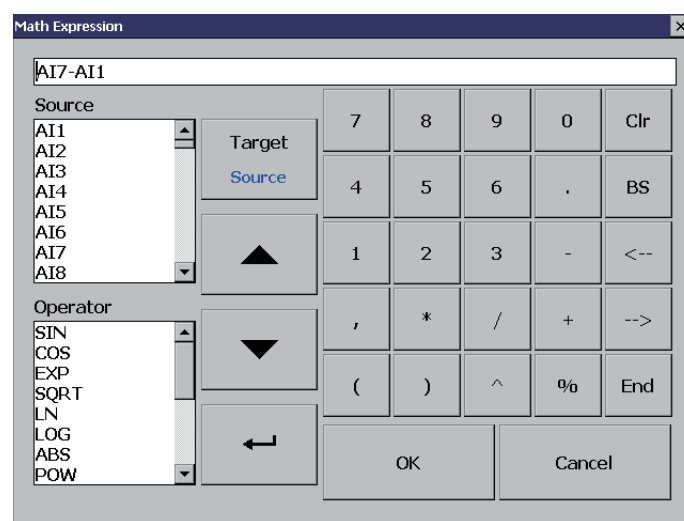 Math Expression
AI7-AI1
Source
AI1
AI2
AI3
AI4
AI5
AI6
AI7
AI8
Operator
SIN
COS
EXP
SQRT
LN
LOG
ABS
POW
Target
Source
7 8 9 0 Clr
4 5 6 . BS
1 2 3 - <--
, * / + -->
( ) ^ % End
OK Cancel